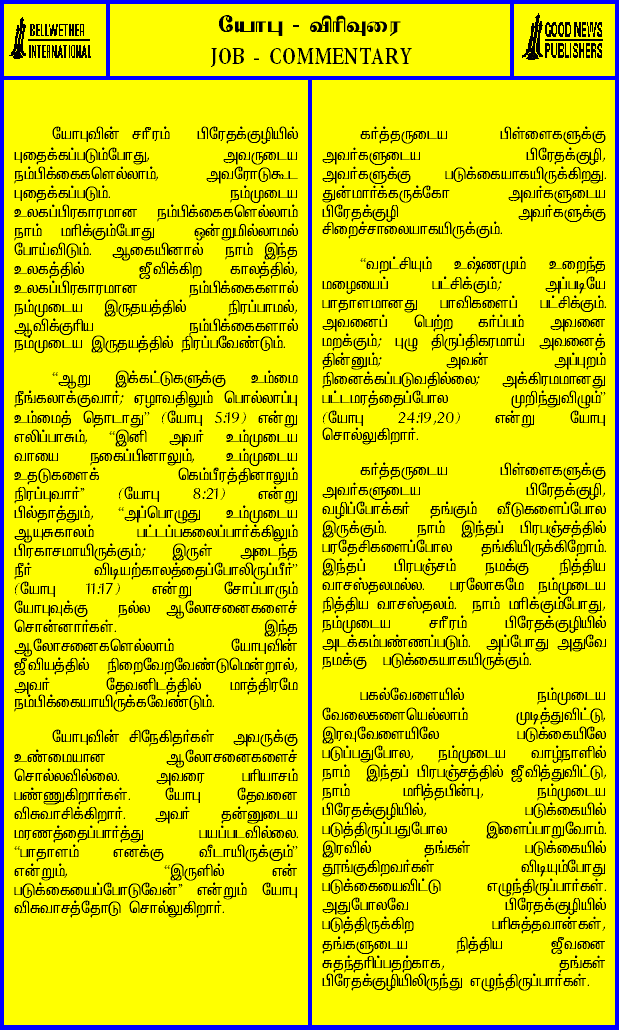 BELLWETHER
INTERNATIONAL
யோபு - விரிவுரை
JOB - COMMENTARY
GOOD NEWS
PUBLISHERS
யோபுவின் சரீரம் பிரேதக்குழியில்
புதைக்கப்படும்போது, அவருடைய
நம்பிக்கைகளெல்லாம், அவரோடுகூட
புதைக்கப்படும். நம்முடைய
உலகப்பிரகாரமான நம்பிக்கைகளெல்லாம்
நாம் மரிக்கும்போது ஒன்றுமில்லாமல்
போய்விடும். ஆகையினால் நாம் இந்த
உலகத்தில் ஜீவிக்கிற காலத்தில்,
உலகப்பிரகாரமான நம்பிக்கைகளால்
நம்முடைய இருதயத்தில் நிரப்பாமல்,
ஆவிக்குரிய நம்பிக்கைகளால்
நம்முடைய இருதயத்தில் நிரப்பவேண்டும்.
“ஆறு இக்கட்டுகளுக்கு உம்மை
நீங்கலாக்குவார்; ஏழாவதிலும் பொல்லாப்பு
உம்மைத் தொடாது” (யோபு 5:19) என்று
எலிப்பாசும், “இனி அவர் உம்முடைய
வாயை நகைப்பினாலும், உம்முடைய
உதடுகளைக் கெம்பீரத்தினாலும்
நிரப்புவார்” (யோபு 8:21) என்று
பில்தாத்தும், “அப்பொழுது உம்முடைய
ஆயுசுகாலம் பட்டப்பகலைப்பார்க்கிலும்
பிரகாசமாயிருக்கும்; இருள் அடைந்த
நீர் விடியற்காலத்தைப்போலிருப்பீர்”
(யோபு 11:17) என்று சோப்பாரும்
யோபுவுக்கு நல்ல ஆலோசனைகளைச்
சொன்னார்கள். இந்த
ஆலோசனைகளெல்லாம் யோபுவின்
ஜீவியத்தில் நிறைவேறவேண்டுமென்றால்,
அவர் தேவனிடத்தில் மாத்திரமே
நம்பிக்கையாயிருக்கவேண்டும்.
யோபுவின் சிநேகிதர்கள் அவருக்கு
உண்மையான ஆலோசனைகளைச்
சொல்லவில்லை. அவரை பரியாசம்
பண்ணுகிறார்கள். யோபு தேவனை
விசுவாசிக்கிறார். அவர் தன்னுடைய
மரணத்தைப்பார்த்து பயப்படவில்லை.
“பாதாளம் எனக்கு வீடாயிருக்கும்”
என்றும், “இருளில் என்
படுக்கையைப்போடுவேன்” என்றும் யோபு
விசுவாசத்தோடு சொல்லுகிறார்.
கர்த்தருடைய பிள்ளைகளுக்கு
அவர்களுடைய பிரேதக்குழி,
அவர்களுக்கு படுக்கையாகயிருக்கிறது.
துன்மார்க்கருக்கோ அவர்களுடைய
பிரேதக்குழி அவர்களுக்கு
சிறைச்சாலையாகயிருக்கும்.
“வறட்சியும் உஷ்ணமும் உறைந்த
மழையைப் பட்சிக்கும்; அப்படியே
பாதாளமானது பாவிகளைப் பட்சிக்கும்.
அவனைப் பெற்ற கர்ப்பம் அவனை
மறக்கும்; புழு திருப்திகரமாய் அவனைத்
தின்னும்; அவன் அப்புறம்
நினைக்கப்படுவதில்லை; அக்கிரமமானது
பட்டமரத்தைப்போல முறிந்துவிழும்”
(யோபு 24:19,20) என்று யோபு
சொல்லுகிறார்.
கர்த்தருடைய பிள்ளைகளுக்கு
அவர்களுடைய பிரேதக்குழி,
வழிப்போக்கர் தங்கும் வீடுகளைப்போல
இருக்கும். நாம் இந்தப் பிரபஞ்சத்தில்
பரதேசிகளைப்போல தங்கியிருக்கிறோம்.
இந்தப் பிரபஞ்சம் நமக்கு நித்திய
வாசஸ்தலமல்ல. பரலோகமே நம்முடைய
நித்திய வாசஸ்தலம். நாம் மரிக்கும்போது,
நம்முடைய சரீரம் பிரேதக்குழியில்
அடக்கம்பண்ணப்படும். அப்போது அதுவே
நமக்கு படுக்கையாகயிருக்கும்.
பகல்வேளையில் நம்முடைய
வேலைகளையெல்லாம் முடித்துவிட்டு,
இரவுவேளையிலே படுக்கையிலே
படுப்பதுபோல, நம்முடைய வாழ்நாளில்
நாம் இந்தப் பிரபஞ்சத்தில் ஜீவித்துவிட்டு,
நாம் மரித்தபின்பு, நம்முடைய
பிரேதக்குழியில், படுக்கையில்
படுத்திருப்பதுபோல இளைப்பாறுவோம்.
இரவில் தங்கள் படுக்கையில்
தூங்குகிறவர்கள் விடியும்போது
படுக்கையைவிட்டு எழுந்திருப்பார்கள்.
அதுபோலவே பிரேதக்குழியில்
படுத்திருக்கிற பரிசுத்தவான்கள்,
தங்களுடைய நித்திய ஜீவனை
சுதந்தரிப்பதற்காக, தங்கள்
பிரேதக்குழியிலிருந்து எழுந்திருப்பார்கள்.